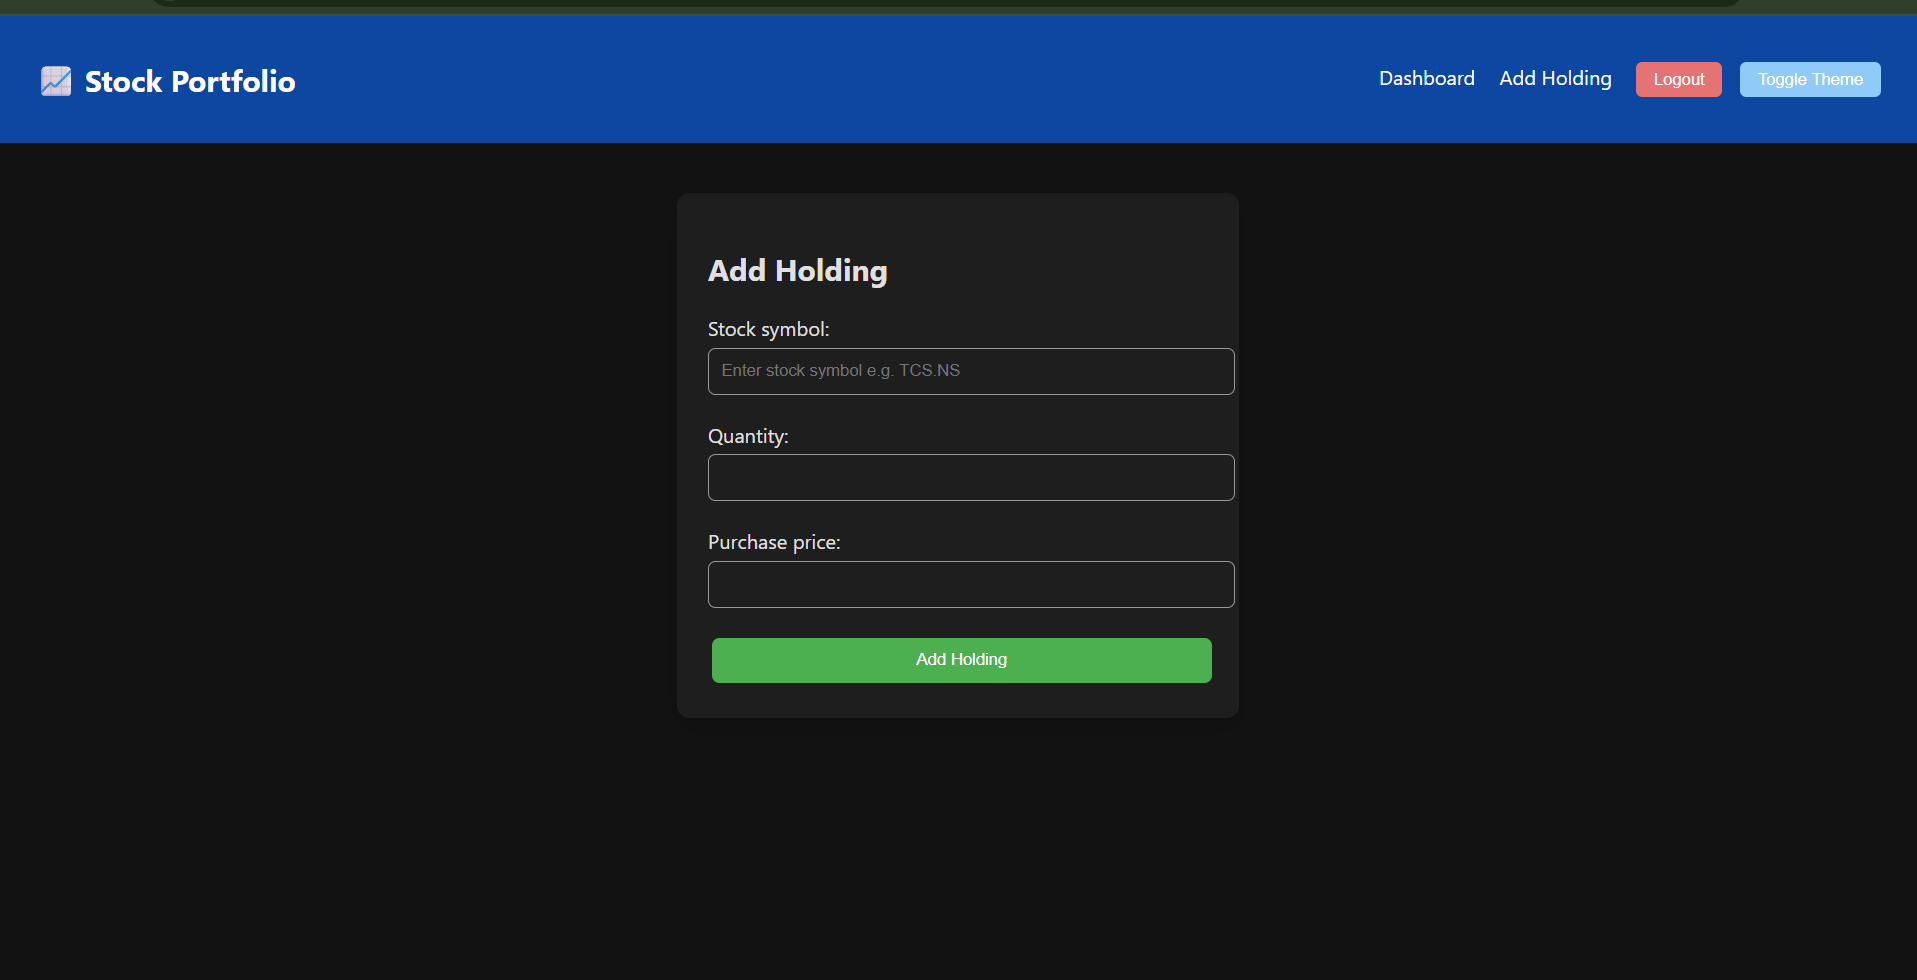 Stock Portfolio
Dashboard Add Holding Logout Toggle Theme
Add Holding
Stock symbol:
Enter stock symbol e.g. TCS.NS
Quantity:
Purchase price:
Add Holding